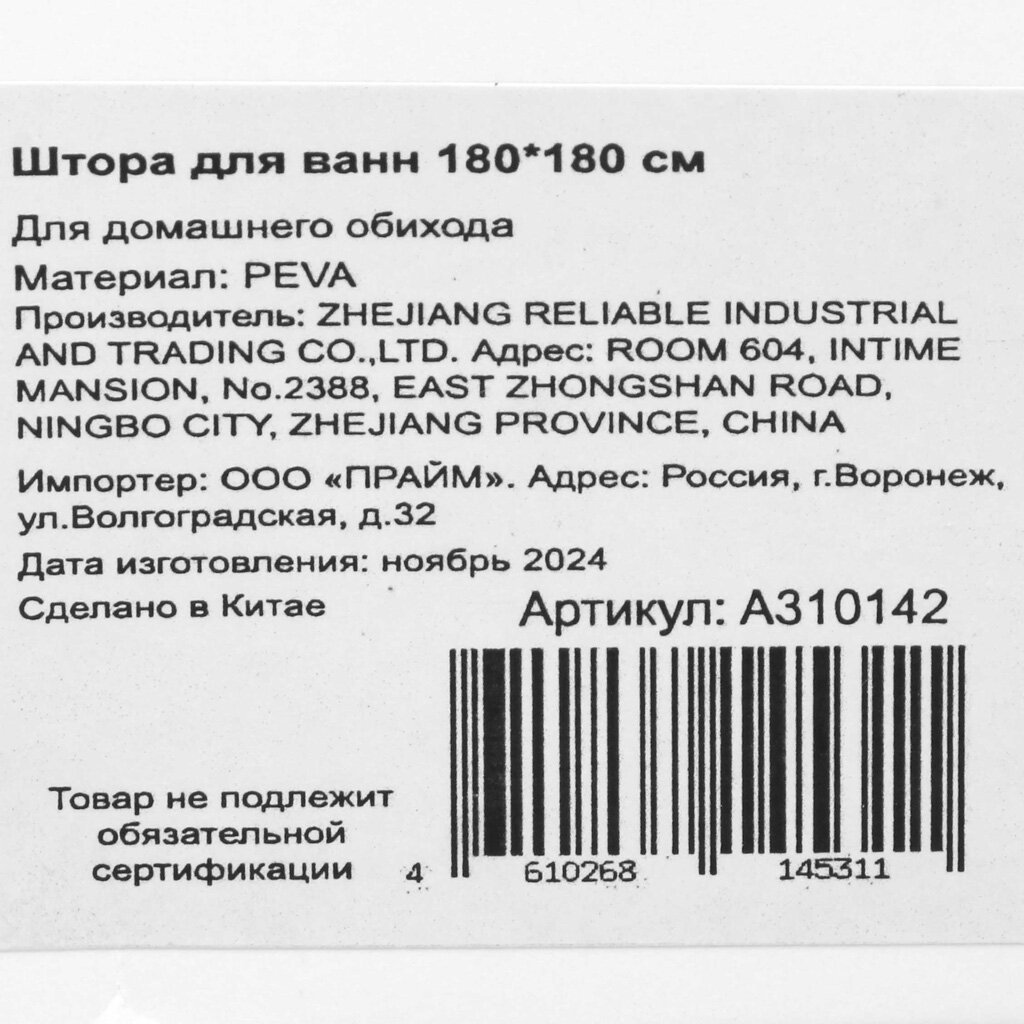 Штора для ванн 180*180 см
Для домашнего обихода
Материал: PEVA
Производитель: ZHEJIANG RELIABLE INDUSTRIAL
AND TRADING CO.,LTD. Адрес: ROOM 604, INTIME
MANSION, No.2388, EAST ZHONGSHAN ROAD,
NINGBO CITY, ZHEJIANG PROVINCE, CHINA
Импортер: ООО «ПРАЙМ». Адрес: Россия, г.Воронеж,
ул.Волгоградская, д.32
Дата изготовления: ноябрь 2024
Сделано в Китае
Артикул: А310142
Товар не подлежит
обязательной
сертификации
4 610268 145311